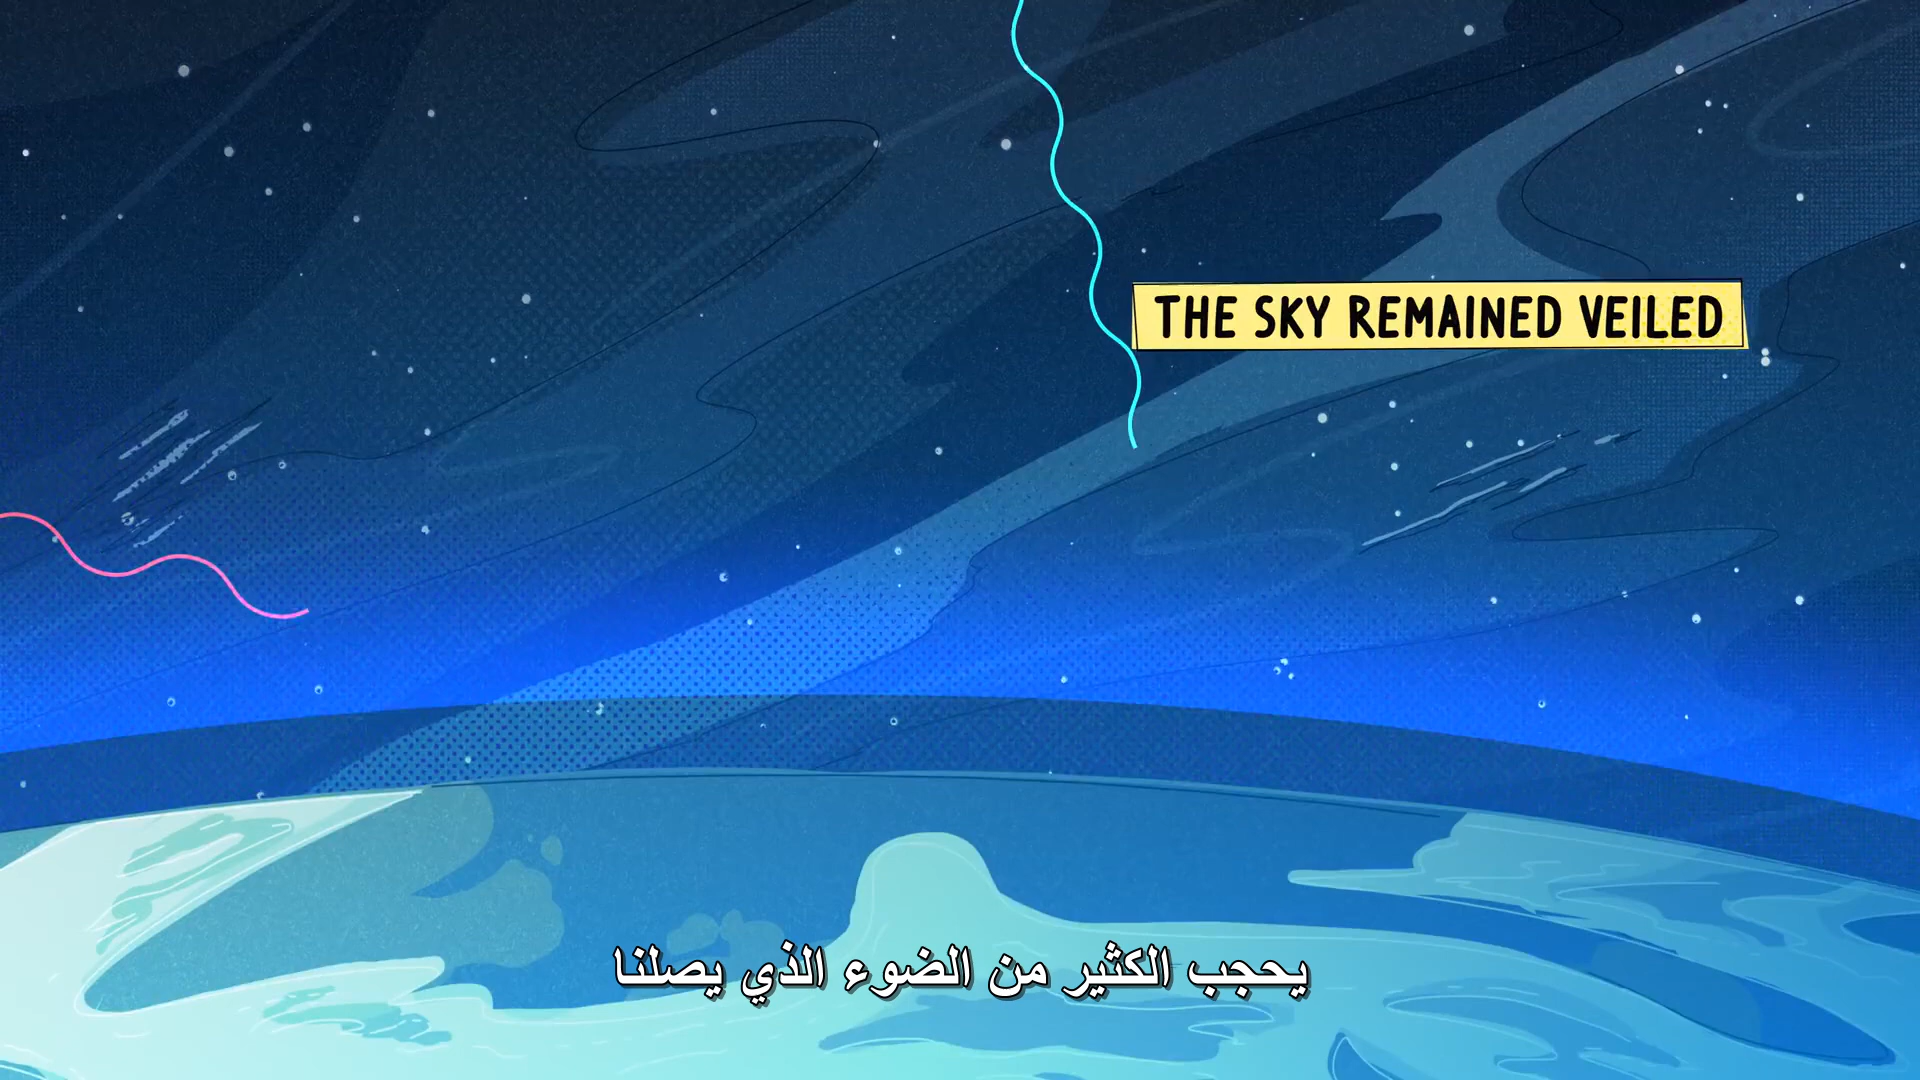 THE SKY REMAINED VEILED
يحجب الكثير من الضوء الذي يصلنا